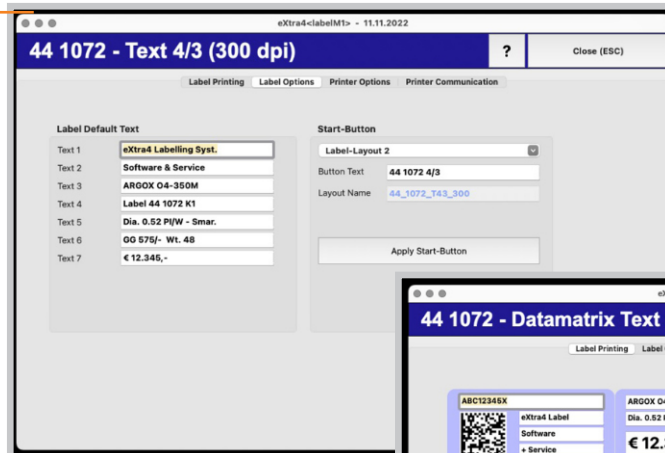 eXtra4<labelM1> - 11.11.2022
44 1072 - Text 4/3 (300 dpi)
?
Close (ESC)
Label Printing Label Options Printer Options Printer Communication
Label Default Text
Text 1 eXtra4 Labelling Syst.
Text 2 Software & Service
Text 3 ARGOX O4-350M
Text 4 Label 44 1072 K1
Text 5 Dia. 0.52 PI/W - Smar.
Text 6 GG 575/- Wt. 48
Text 7 € 12.345,-
Start-Button
Label-Layout 2
Button Text 44 1072 4/3
Layout Name 44_1072_T43_300
Apply Start-Button
44 1072 - Datamatrix Text
Label Printing Label
ABC12345X
eXtra4 Label
Software
+ Service
ARGOX
Dia. 0.52
€ 12.